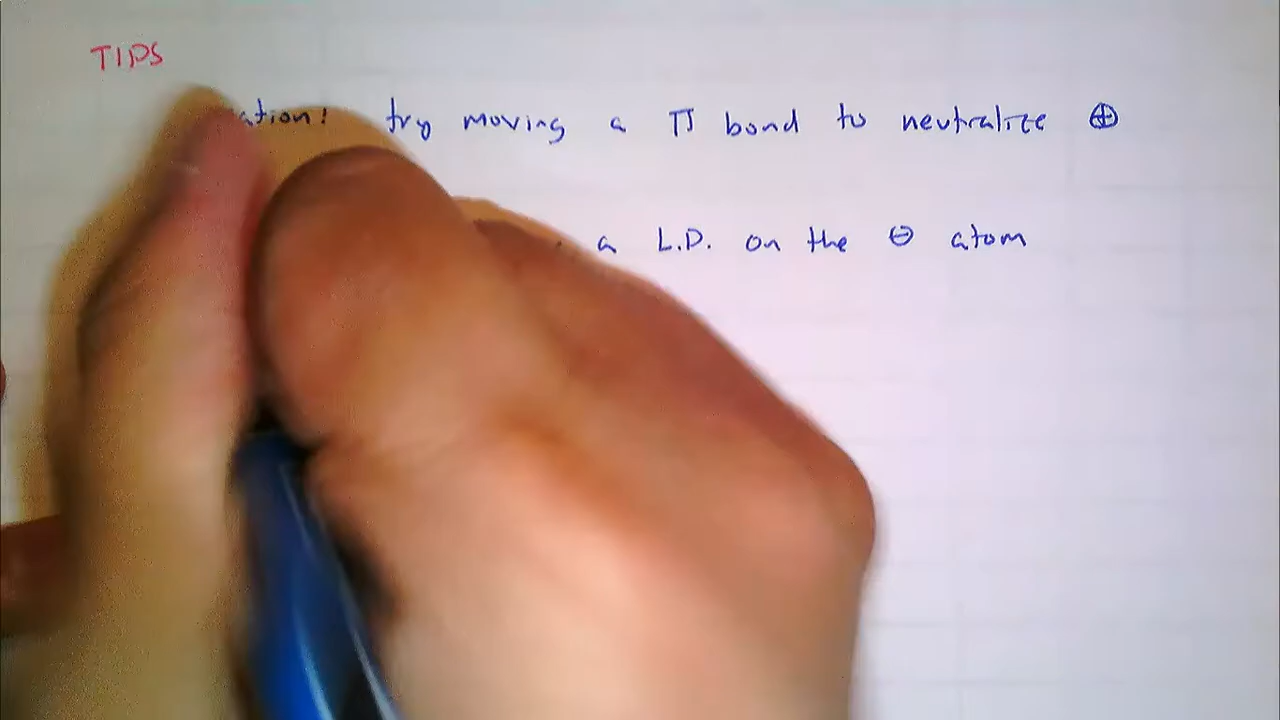 TIPS
ation! try moving a π bond to neutralize ⊕
a L.P. on the ⊖ atom